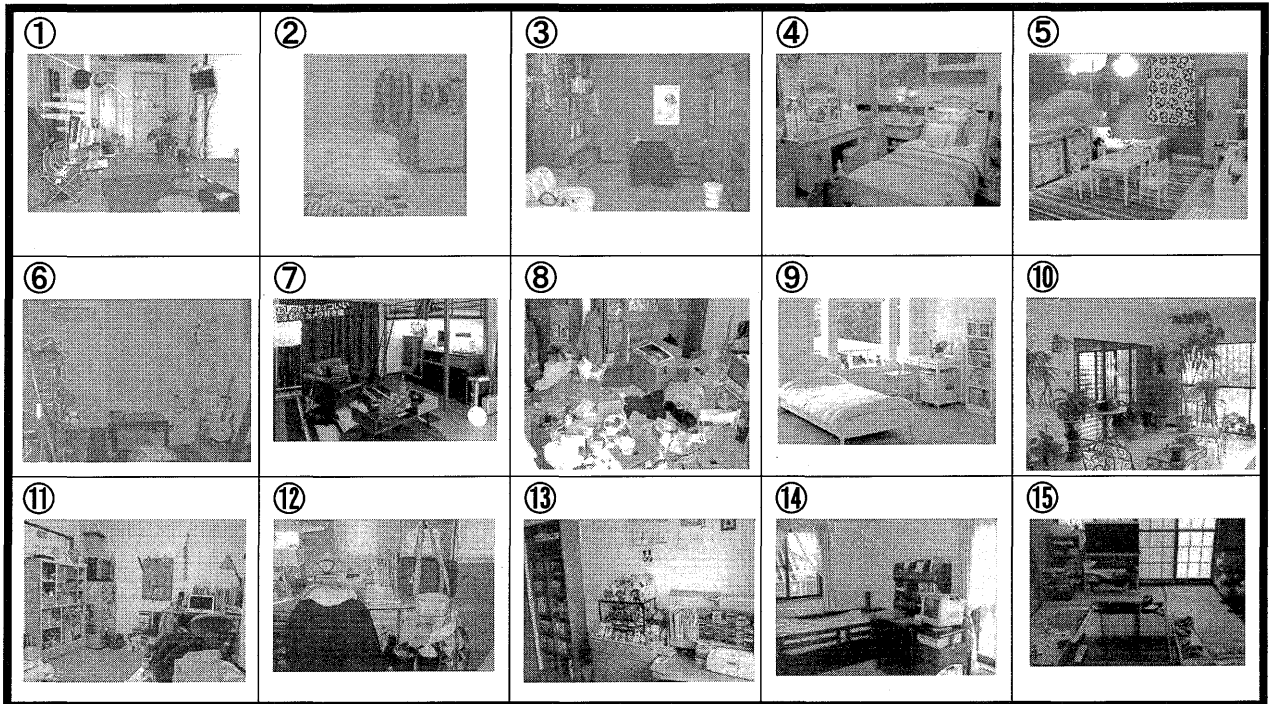 ① ② ③ ④ ⑤
⑥ ⑦ ⑧ ⑨ ⑩
⑪ ⑫ ⑬ ⑭ ⑮